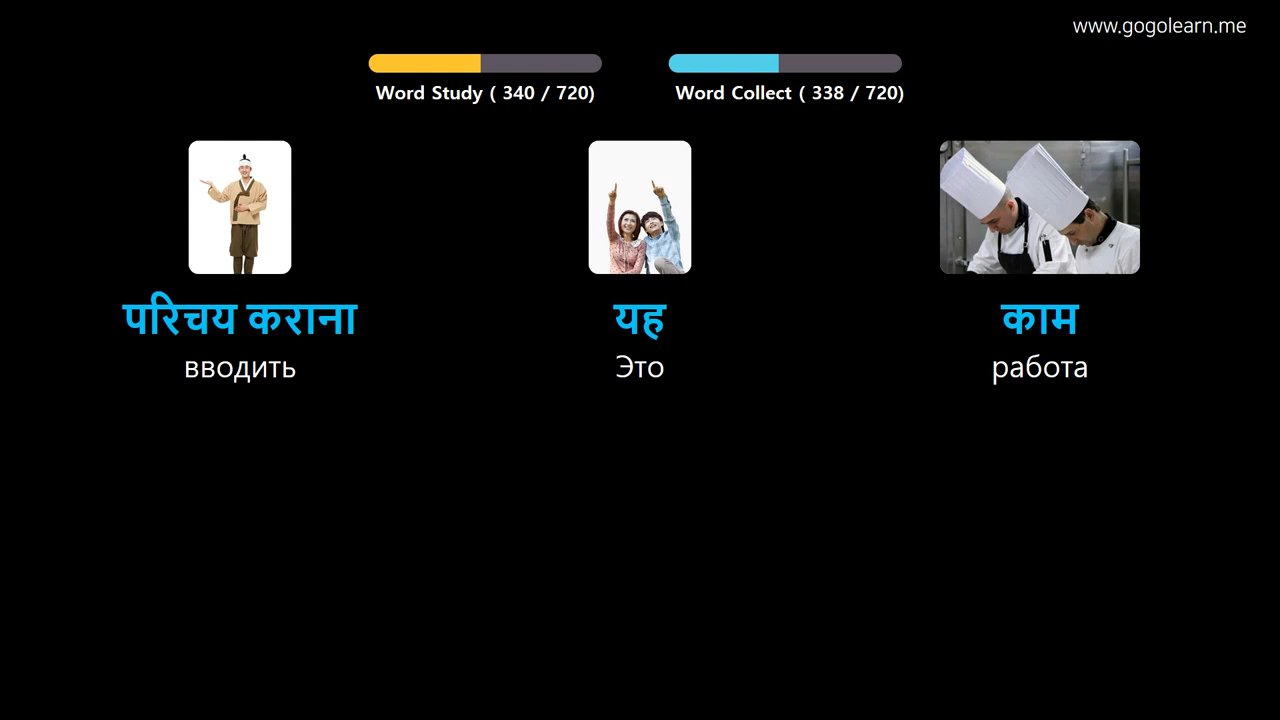 www.gogolearn.me
Word Study ( 340 / 720)
Word Collect ( 338 / 720)
परिचय कराना
вводить
यह
Это
काम
работа